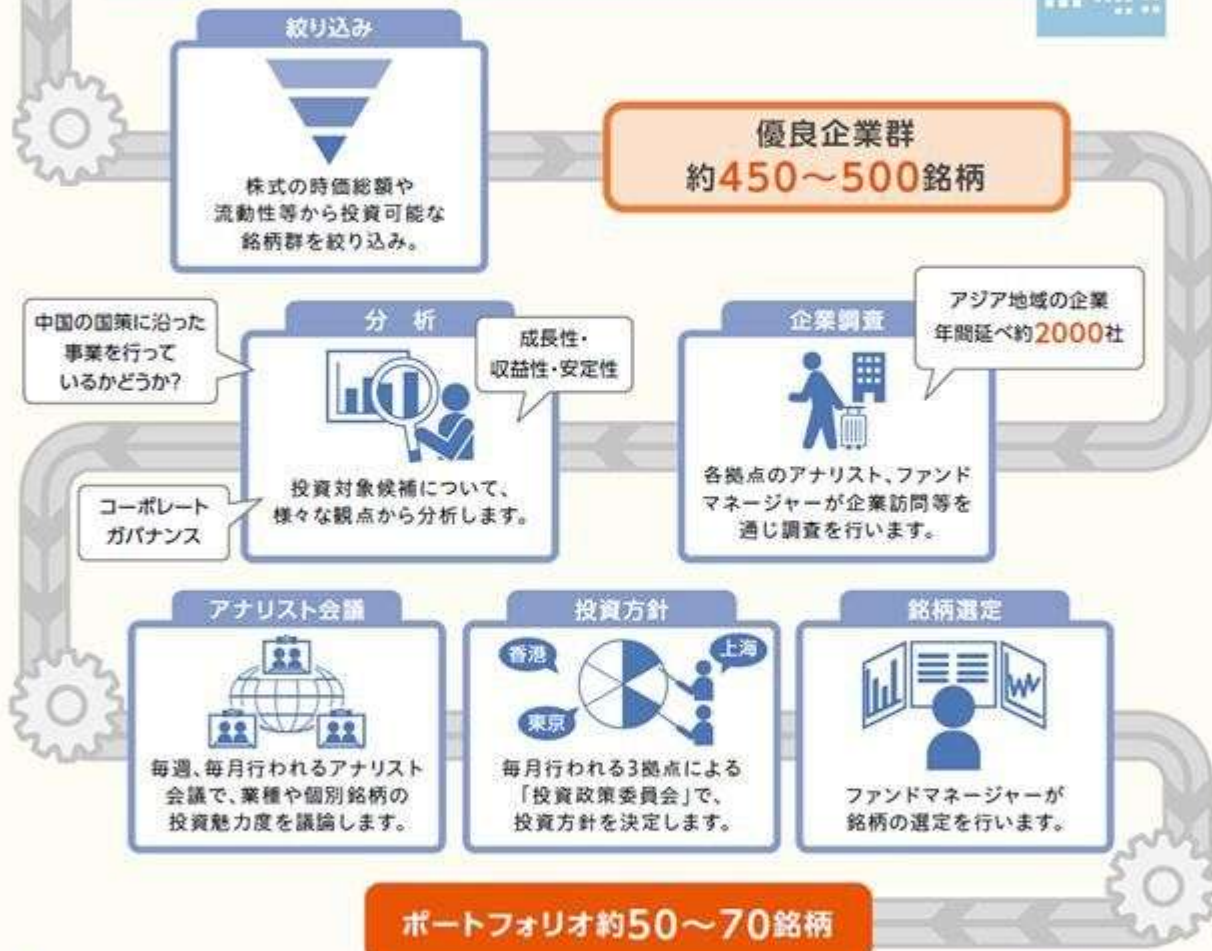 絞り込み
株式の時価総額や
流動性等から投資可能な
銘柄群を絞り込み。
優良企業群
約450〜500銘柄
企業調査
アジア地域の企業
年間延べ約2000社
各拠点のアナリスト、ファンド
マネージャーが企業訪問等を
通じ調査を行います。
分析
中国の国策に沿った
事業を行って
いるかどうか?
成長性・
収益性・安定性
コーポレート
ガバナンス
投資対象候補について、
様々な観点から分析します。
アナリスト会議
毎週、毎月行われるアナリスト
会議で、業種や個別銘柄の
投資魅力度を議論します。
投資方針
香港
上海
東京
毎月行われる3拠点による
「投資政策委員会」で、
投資方針を決定します。
銘柄選定
ファンドマネージャーが
銘柄の選定を行います。
ポートフォリオ約50〜70銘柄